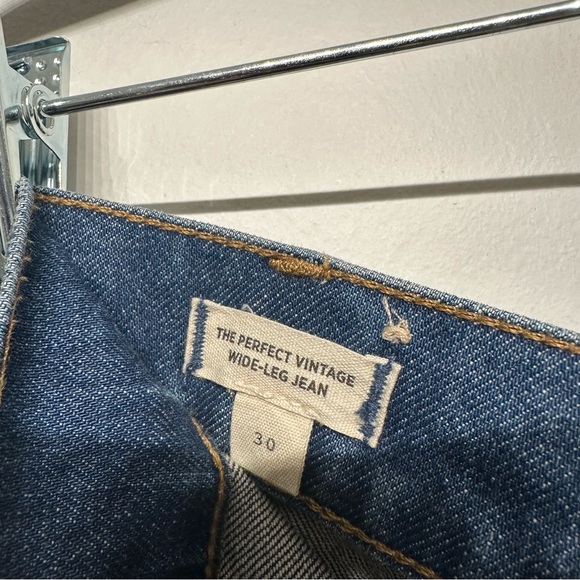 THE PERFECT VINTAGE
WIDE-LEG JEAN
30